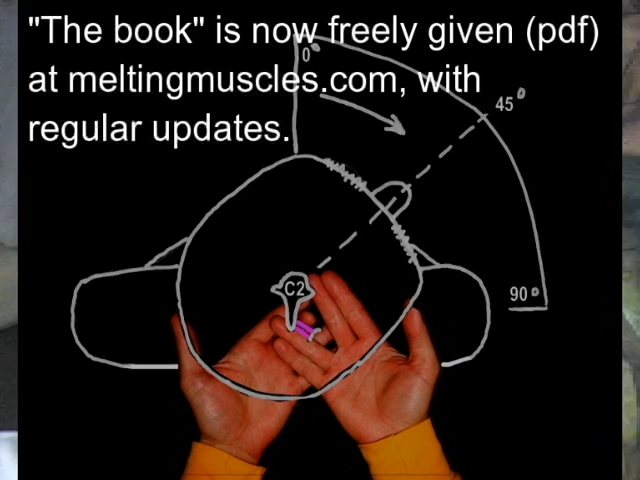 "The book" is now freely given (pdf)
at meltingmuscles.com, with
regular updates.
0°
45°
90°
C2